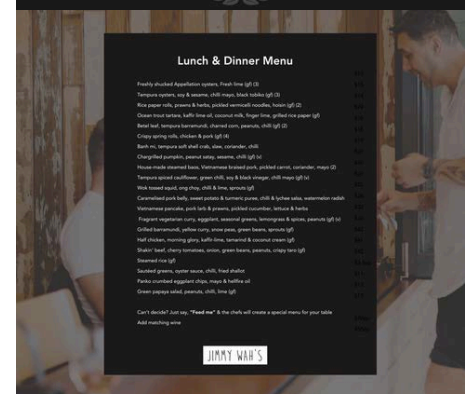 Lunch & Dinner Menu
Freshly shucked Appellation oysters, Fresh lime (gf) (3)
Tempura oysters, soy & sesame, chilli mayo, black tobiko (gf) (3)
Rice paper rolls, prawns & herbs, pickled vermicelli noodles, hoisin (gf) (2)
Ocean trout tartare, kaffir lime oil, coconut milk, finger lime, grilled rice paper (gf)
Betel leaf, tempura barramundi, charred corn, peanuts, chilli (gf) (2)
Crispy spring rolls, chicken & pork (4)
Banh mi, tempura soft shell crab, slaw, coriander, chilli
Chargrilled pumpkin, peanut satay, sesame, chilli (gf) (v)
House-made steamed baos, Vietnamese braised pork, pickled carrot, coriander, mayo (2)
Tempura spiced cauliflower, green chilli, soy & black vinegar, chilli mayo (gf) (v)
Wok tossed squid, ong choy, chilli & lime, sprouts (gf)
Caramelised pork belly, sweet potato & turmeric puree, chilli & lychee salsa, watermelon radish
Vietnamese pancake, pork larb & prawns, pickled cucumber, lettuce & herbs
Fragrant vegetarian curry, eggplant, seasonal greens, lemongrass & spices, peanuts (gf) (v)
Grilled barramundi, yellow curry, snow peas, green beans, sprouts (gf)
Half chicken, morning glory, kaffir-lime, tamarind & coconut cream (gf)
Shakin' beef, cherry tomatoes, onion, green beans, peanuts, crispy taro (gf)
Steamed rice (gf)
Sautéed greens, oyster sauce, chilli, fried shallot
Panko crumbed eggplant chips, mayo & hellfire oil
Green papaya salad, peanuts, chilli, lime (gf)
Can't decide? Just say, "Feed me" & the chefs will create a special menu for your table
Add matching wine
JIMMY WAH'S